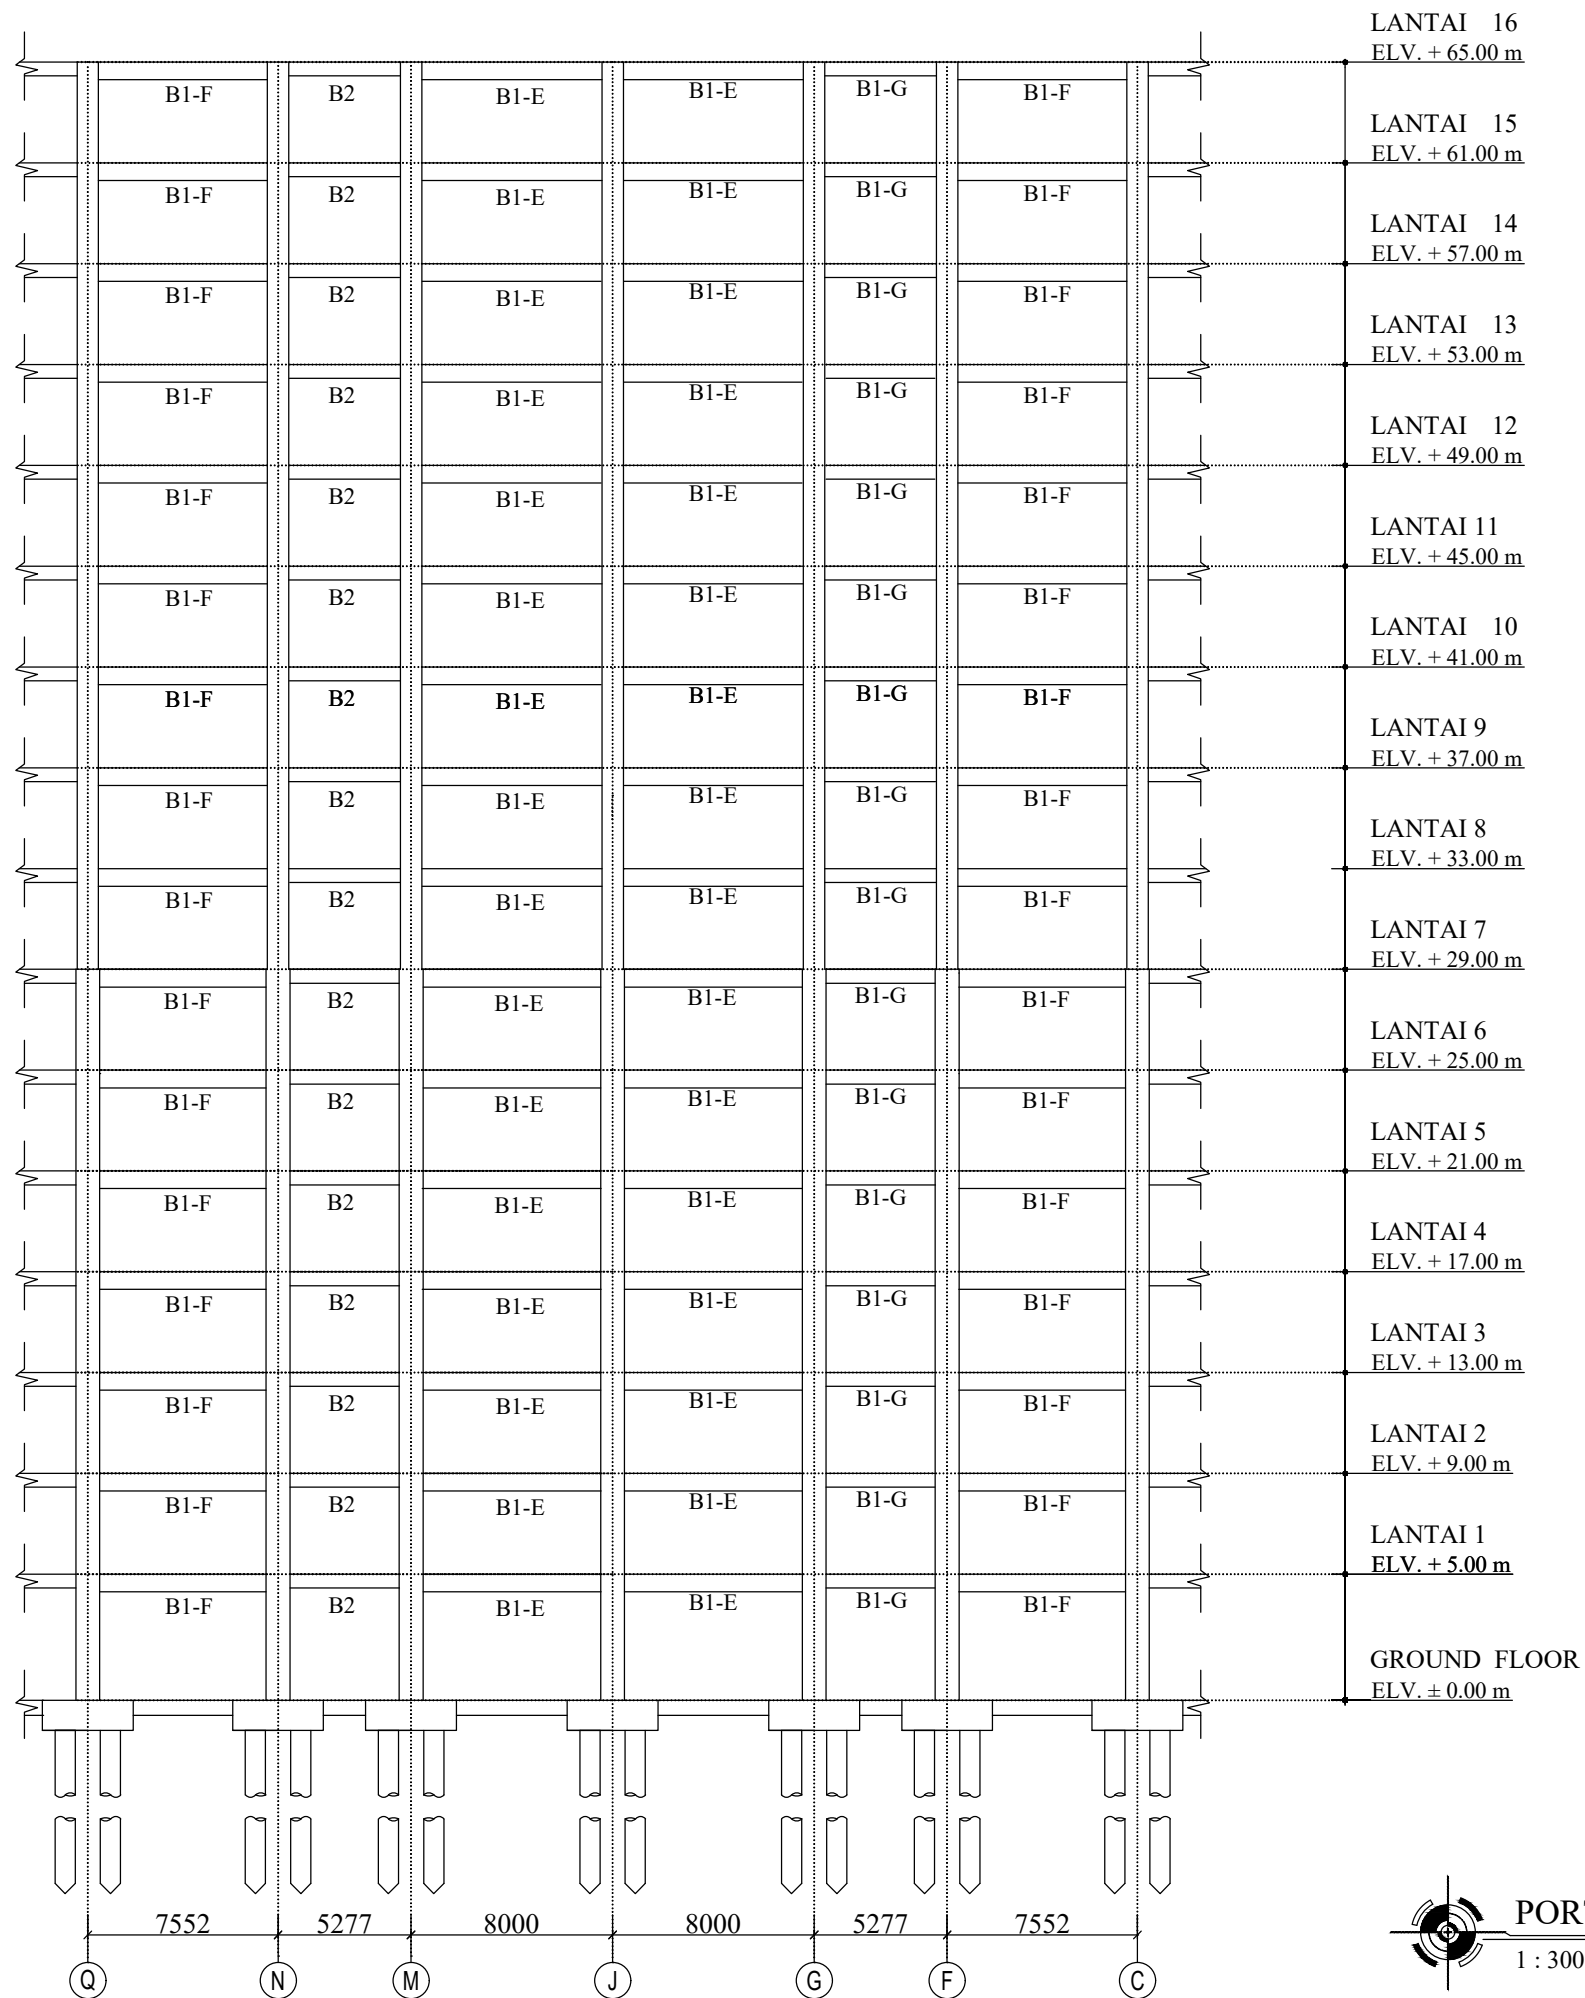 LANTAI 16
ELV. + 65.00 m
B1-F B2 B1-E B1-E B1-G B1-F
LANTAI 15
ELV. + 61.00 m
B1-F B2 B1-E B1-E B1-G B1-F
LANTAI 14
ELV. + 57.00 m
B1-F B2 B1-E B1-E B1-G B1-F
LANTAI 13
ELV. + 53.00 m
B1-F B2 B1-E B1-E B1-G B1-F
LANTAI 12
ELV. + 49.00 m
B1-F B2 B1-E B1-E B1-G B1-F
LANTAI 11
ELV. + 45.00 m
B1-F B2 B1-E B1-E B1-G B1-F
LANTAI 10
ELV. + 41.00 m
B1-F B2 B1-E B1-E B1-G B1-F
LANTAI 9
ELV. + 37.00 m
B1-F B2 B1-E B1-E B1-G B1-F
LANTAI 8
ELV. + 33.00 m
B1-F B2 B1-E B1-E B1-G B1-F
LANTAI 7
ELV. + 29.00 m
B1-F B2 B1-E B1-E B1-G B1-F
LANTAI 6
ELV. + 25.00 m
B1-F B2 B1-E B1-E B1-G B1-F
LANTAI 5
ELV. + 21.00 m
B1-F B2 B1-E B1-E B1-G B1-F
LANTAI 4
ELV. + 17.00 m
B1-F B2 B1-E B1-E B1-G B1-F
LANTAI 3
ELV. + 13.00 m
B1-F B2 B1-E B1-E B1-G B1-F
LANTAI 2
ELV. + 9.00 m
B1-F B2 B1-E B1-E B1-G B1-F
LANTAI 1
ELV. + 5.00 m
B1-F B2 B1-E B1-E B1-G B1-F
GROUND FLOOR
ELV. ± 0.00 m
7552 5277 8000 8000 5277 7552
Q N M J G F C
1 : 300